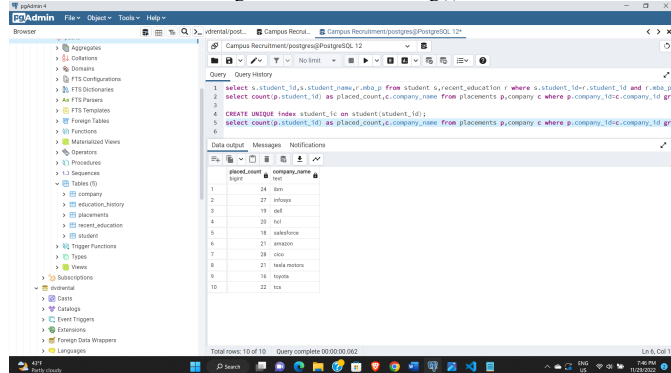 pgAdmin 4
pgAdmin File Object Tools Help
Browser
vdrental/post... Campus Recrui... Campus Recruitment/postgres@PostgreSQL 12*
Campus Recruitment/postgres@PostgreSQL 12
No limit
Query Query History
1 select s.student_id,s.student_name,r.mba_p from student s,recent_education r where s.student_id=r.student_id and r.mba_p
2 select count(p.student_id) as placed_count,c.company_name from placements p,company c where p.company_id=c.company_id gr
3
4 CREATE UNIQUE index student_ic on student(student_id);
5 select count(p.student_id) as placed_count,c.company_name from placements p,company c where p.company_id=c.company_id gr
6
Data output Messages Notifications
placed_count company_name
bigint text
1 24 ibm
2 27 infosys
3 19 dell
4 20 hcl
5 18 salesforce
6 21 amazon
7 28 cico
8 21 tesla motors
9 16 toyota
10 22 tcs
Total rows: 10 of 10 Query complete 00:00:00.062
Ln 6, Col 1
Aggregates
Collations
Domains
FTS Configurations
FTS Dictionaries
FTS Parsers
FTS Templates
Foreign Tables
Functions
Materialized Views
Operators
Procedures
1..3 Sequences
Tables (5)
company
education_history
placements
recent_education
student
Trigger Functions
Types
Views
Subscriptions
dvdrental
Casts
Catalogs
Event Triggers
Extensions
Foreign Data Wrappers
Languages
43°F
Partly cloudy
Search
ENG
US
7:46 PM
11/29/2022